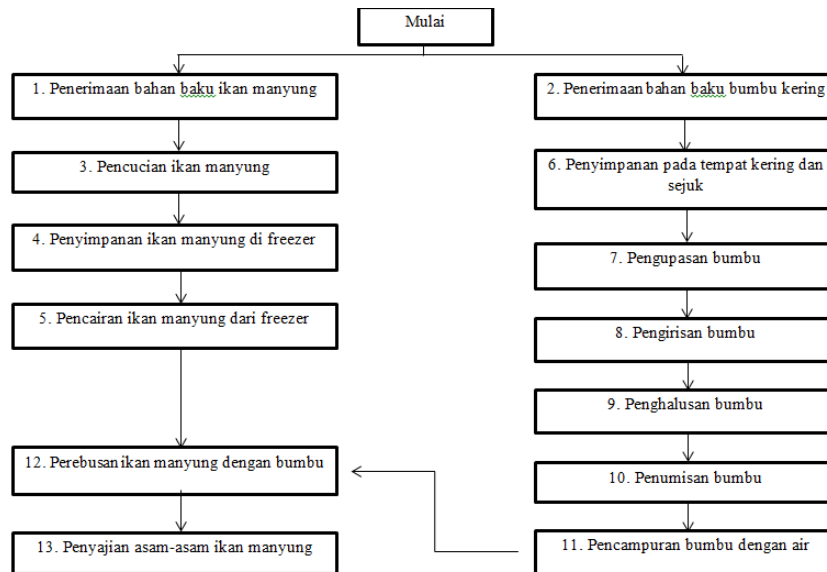 Mulai
1. Penerimaan bahan baku ikan manyung
2. Penerimaan bahan baku bumbu kering
3. Pencucian ikan manyung
6. Penyimpanan pada tempat kering dan
sejuk
4. Penyimpanan ikan manyung di freezer
7. Pengupasan bumbu
5. Pencairan ikan manyung dari freezer
8. Pengirisan bumbu
9. Penghalusan bumbu
12. Perebusan ikan manyung dengan bumbu
10. Penumisan bumbu
13. Penyajian asam-asam ikan manyung
11. Pencampuran bumbu dengan air